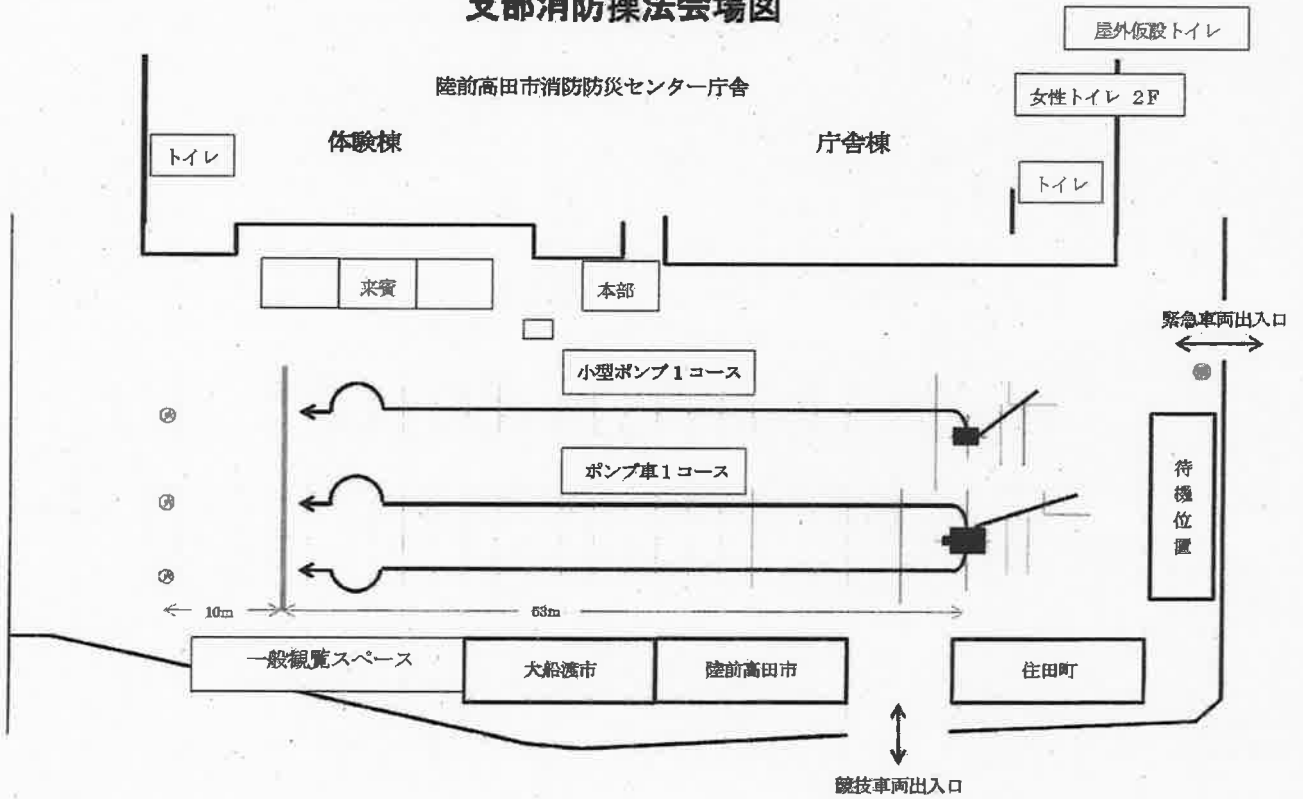 支部消防操法会場図
屋外仮設トイレ
陸前高田市消防防災センター庁舎
女性トイレ 2F
体験棟
庁舎棟
トイレ
トイレ
来賓
本部
緊急車両出入口
小型ポンプ1コース
ポンプ車1コース
待機位置
10m
53m
一般観覧スペース
大船渡市
陸前高田市
住田町
競技車両出入口